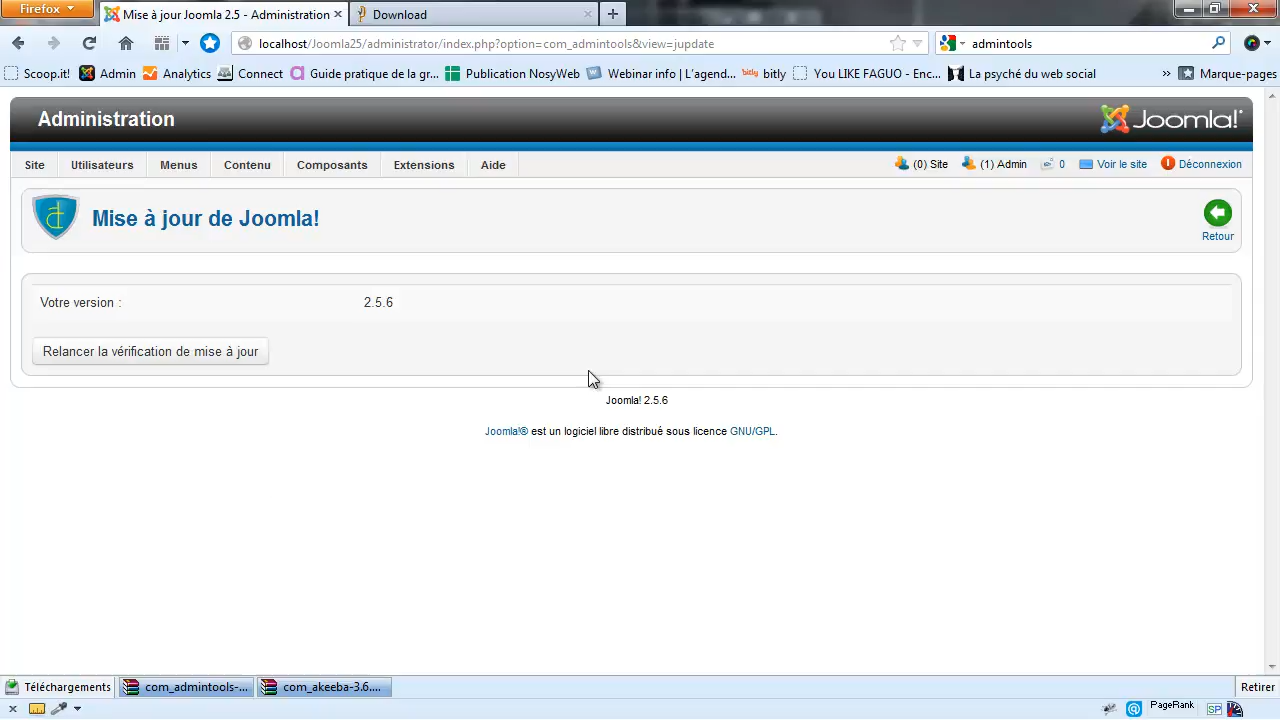 Firefox
Mise à jour Joomla 2.5 - Administration
Download
localhost/Joomla25/administrator/index.php?option=com_admintools&view=jupdate
admintools
Scoop.it! Admin Analytics Connect Guide pratique de la gr... Publication NosyWeb Webinar info | L'agend... bitly You LIKE FAGUO - Enc... La psyché du web social » Marque-pages
Administration
Joomla!
Site Utilisateurs Menus Contenu Composants Extensions Aide (0) Site (1) Admin 0 Voir le site Déconnexion
Mise à jour de Joomla!
Retour
Votre version : 2.5.6
Relancer la vérification de mise à jour
Joomla! 2.5.6
Joomla!® est un logiciel libre distribué sous licence GNU/GPL.
Téléchargements com_admintools-... com_akeeba-3.6.... Retirer
PageRank SP